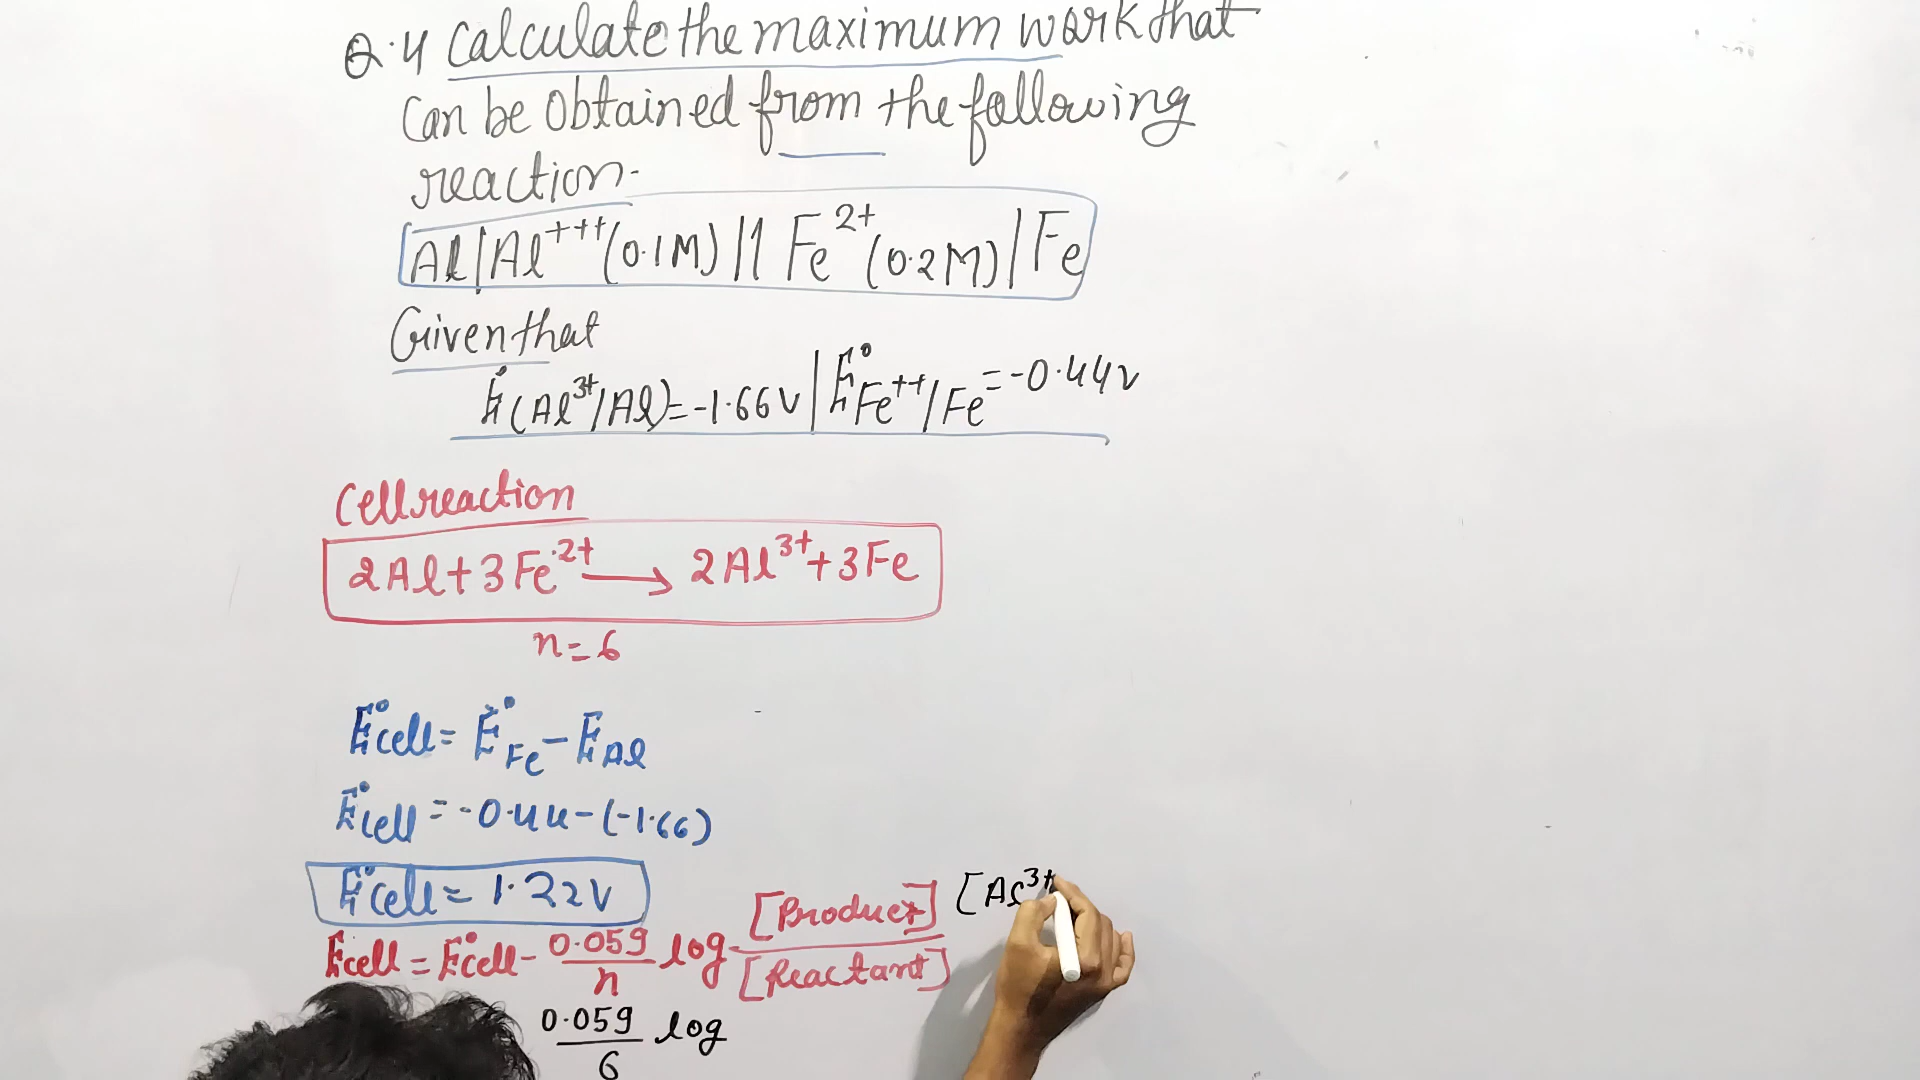 Q.4 Calculate the maximum work that
can be obtained from the following
reaction-
Al|Al+++(0.1M)||Fe2+(0.2M)|Fe
Given that
E°(Al3+/Al)=-1.66V|E°Fe++/Fe=-0.44V
Cell reaction
2Al+3Fe2+→2Al3++3Fe
n=6
E°cell=E°Fe-EAl
E°cell=-0.44-(-1.66)
E°cell=1.22V
Ecell=E°cell-0.059/n log [Product]/[Reactant] [Al3+
0.059/6 log